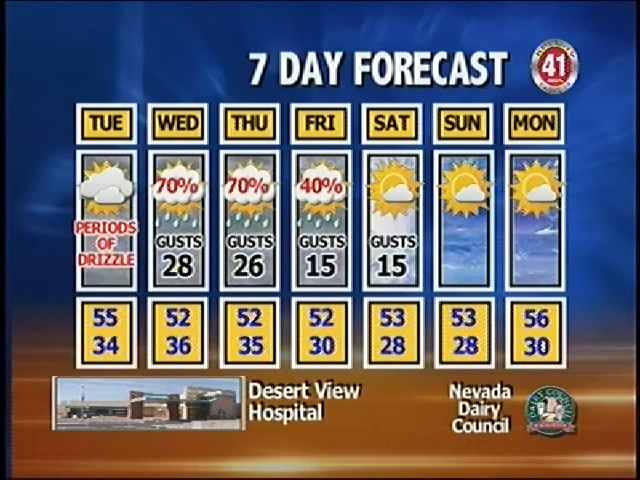 7 DAY FORECAST
41
TUE WED THU FRI SAT SUN MON
70% 70% 40%
PERIODS
OF
DRIZZLE
GUSTS GUSTS GUSTS GUSTS
28 26 15 15
55 52 52 52 53 53 56
34 36 35 30 28 28 30
Desert View
Hospital
Nevada
Dairy
Council